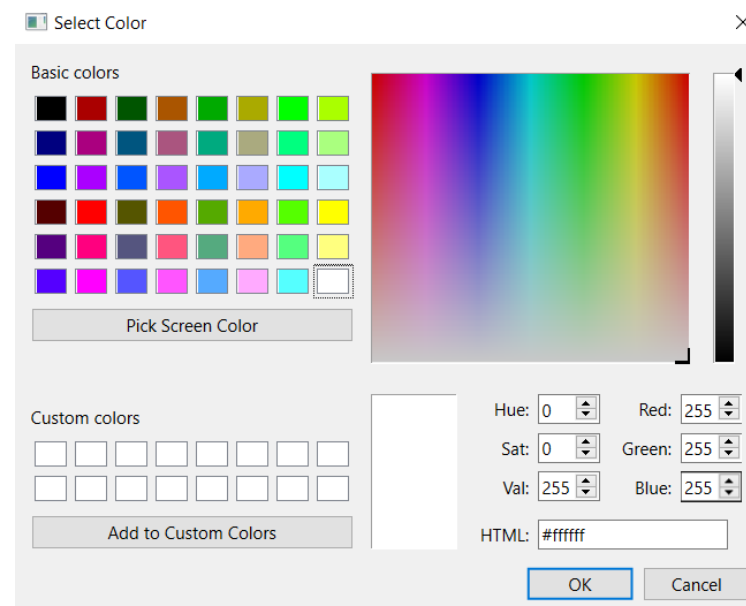 Select Color
Basic colors
Pick Screen Color
Custom colors
Add to Custom Colors
Hue: 0 Red: 255
Sat: 0 Green: 255
Val: 255 Blue: 255
HTML: #ffffff
OK Cancel